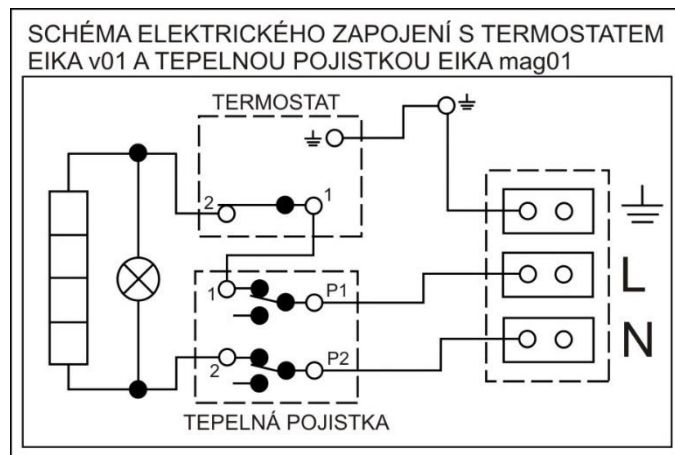 SCHÉMA ELEKTRICKÉHO ZAPOJENÍ S TERMOSTATEM
EIKA v01 A TEPELNOU POJISTKOU EIKA mag01
TERMOSTAT
2
1
1
P1
L
2
P2
N
TEPELNÁ POJISTKA